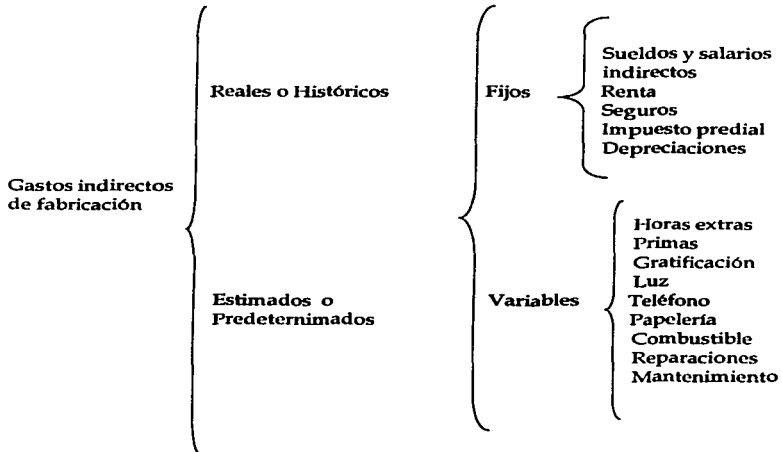 Gastos indirectos
de fabricación
Reales o Históricos
Estimados o
Predeternimados
Fijos
Sueldos y salarios
indirectos
Renta
Seguros
Impuesto predial
Depreciaciones
Variables
Horas extras
Primas
Gratificación
Luz
Teléfono
Papelería
Combustible
Reparaciones
Mantenimiento